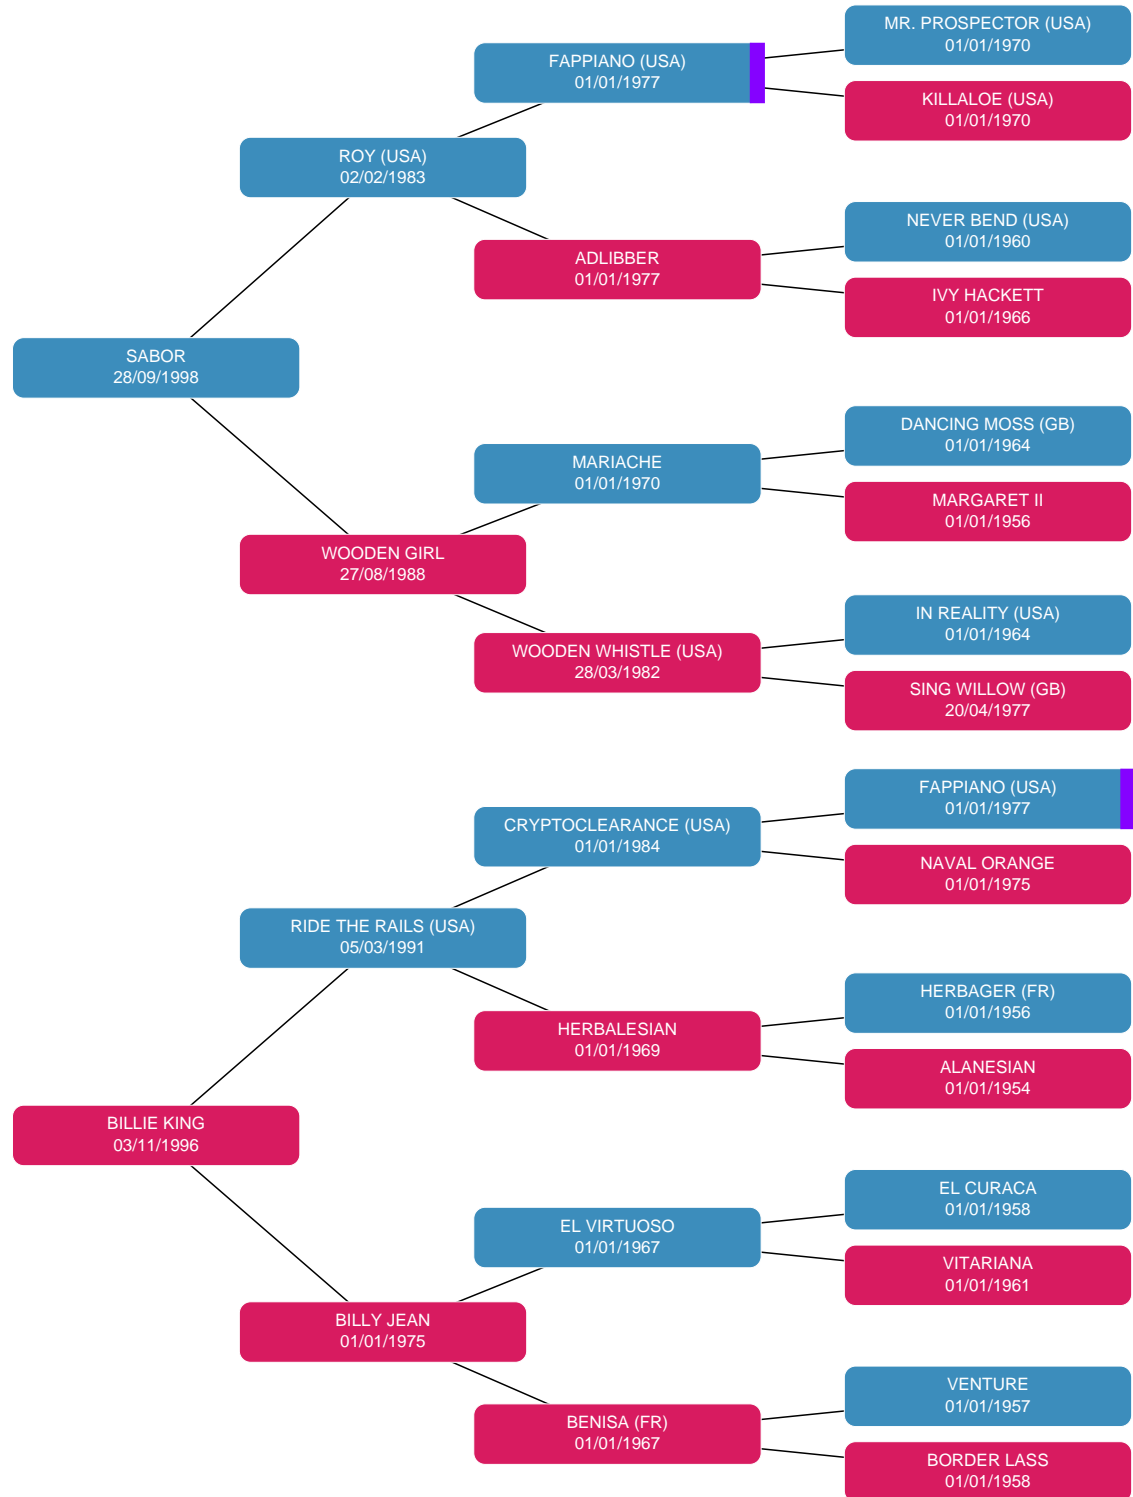 MR. PROSPECTOR (USA)
01/01/1970
FAPPIANO (USA)
01/01/1977
KILLALOE (USA)
01/01/1970
ROY (USA)
02/02/1983
NEVER BEND (USA)
01/01/1960
ADLIBBER
01/01/1977
IVY HACKETT
01/01/1966
SABOR
28/09/1998
DANCING MOSS (GB)
01/01/1964
MARIACHE
01/01/1970
MARGARET II
01/01/1956
WOODEN GIRL
27/08/1988
IN REALITY (USA)
01/01/1964
WOODEN WHISTLE (USA)
28/03/1982
SING WILLOW (GB)
20/04/1977
FAPPIANO (USA)
01/01/1977
CRYPTOCLEARANCE (USA)
01/01/1984
NAVAL ORANGE
01/01/1975
RIDE THE RAILS (USA)
05/03/1991
HERBAGER (FR)
01/01/1956
HERBALESIAN
01/01/1969
ALANESIAN
01/01/1954
BILLIE KING
03/11/1996
EL CURACA
01/01/1958
EL VIRTUOSO
01/01/1967
VITARIANA
01/01/1961
BILLY JEAN
01/01/1975
VENTURE
01/01/1957
BENISA (FR)
01/01/1967
BORDER LASS
01/01/1958